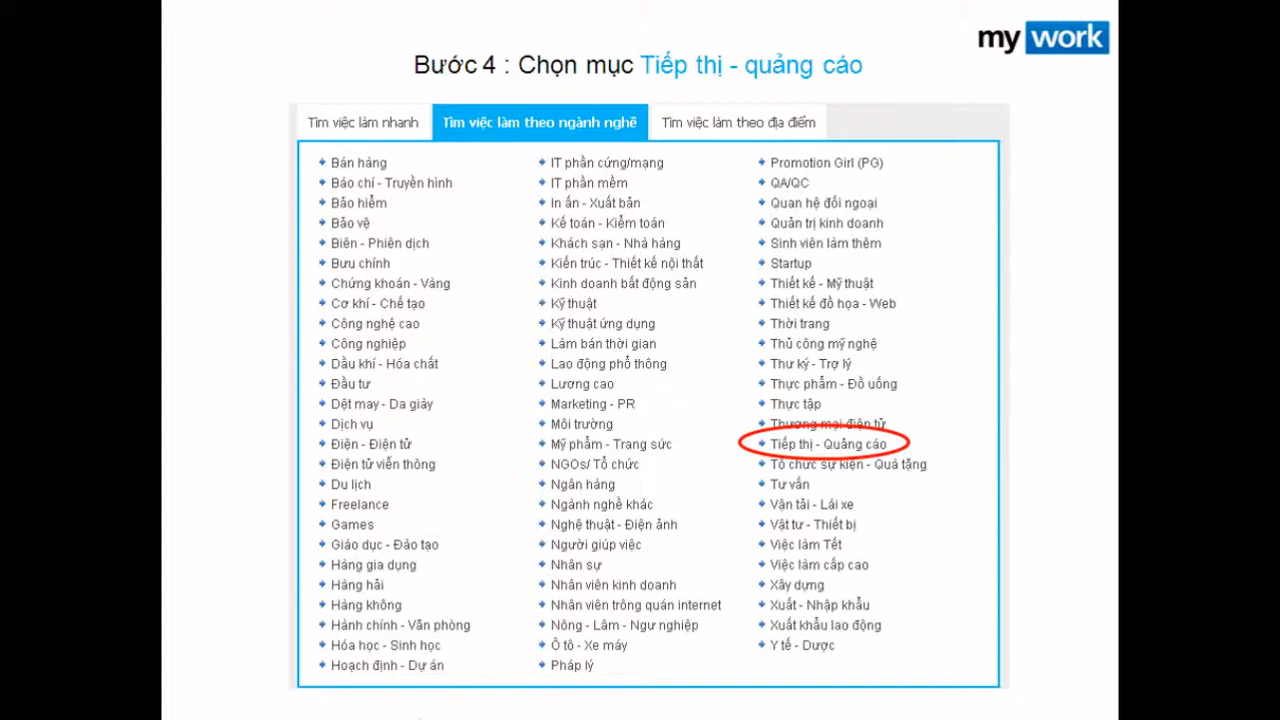 my work
Bước 4 : Chọn mục Tiếp thị - quảng cáo
Tìm việc làm nhanh
Tìm việc làm theo ngành nghề
Tìm việc làm theo địa điểm
Bán hàng
Báo chí - Truyền hình
Bảo hiểm
Bảo vệ
Biên - Phiên dịch
Bưu chính
Chứng khoán - Vàng
Cơ khí - Chế tạo
Công nghệ cao
Công nghiệp
Dầu khí - Hóa chất
Đầu tư
Dệt may - Da giày
Dịch vụ
Điện - Điện tử
Điện tử viễn thông
Du lịch
Freelance
Games
Giáo dục - Đào tạo
Hàng gia dụng
Hàng hải
Hàng không
Hành chính - Văn phòng
Hóa học - Sinh học
Hoạch định - Dự án
IT phần cứng/mạng
IT phần mềm
In ấn - Xuất bản
Kế toán - Kiểm toán
Khách sạn - Nhà hàng
Kiến trúc - Thiết kế nội thất
Kinh doanh bất động sản
Kỹ thuật
Kỹ thuật ứng dụng
Làm bán thời gian
Lao động phổ thông
Lương cao
Marketing - PR
Môi trường
Mỹ phẩm - Trang sức
NGOs/ Tổ chức
Ngân hàng
Ngành nghề khác
Nghệ thuật - Điện ảnh
Người giúp việc
Nhân sự
Nhân viên kinh doanh
Nhân viên trông quán internet
Nông - Lâm - Ngư nghiệp
Ô tô - Xe máy
Pháp lý
Promotion Girl (PG)
QA/QC
Quan hệ đối ngoại
Quản trị kinh doanh
Sinh viên làm thêm
Startup
Thiết kế - Mỹ thuật
Thiết kế đồ họa - Web
Thời trang
Thủ công mỹ nghệ
Thư ký - Trợ lý
Thực phẩm - Đồ uống
Thực tập
Thương mại điện tử
Tiếp thị - Quảng cáo
Tổ chức sự kiện - Quà tặng
Tư vấn
Vận tải - Lái xe
Vật tư - Thiết bị
Việc làm Tết
Việc làm cấp cao
Xây dựng
Xuất - Nhập khẩu
Xuất khẩu lao động
Y tế - Dược